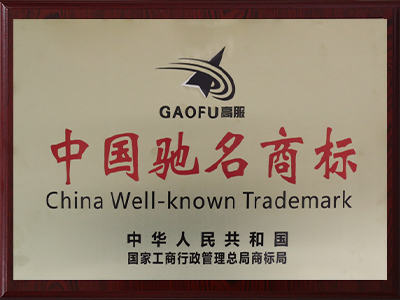 GAOFU高服
中国驰名商标
China Well-known Trademark
中华人民共和国
国家工商行政管理总局商标局